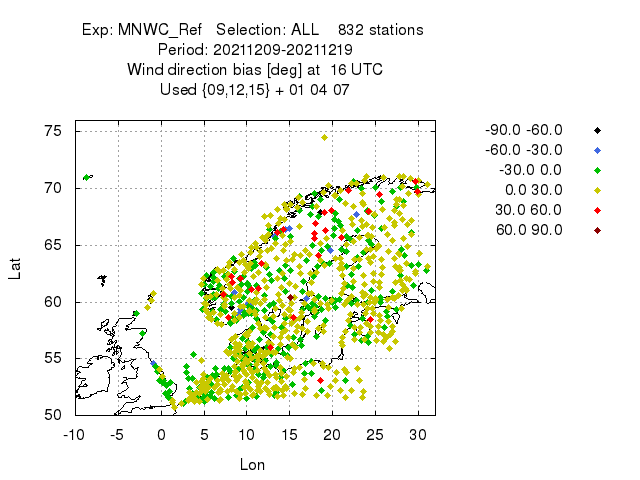 Exp: MNWC_Ref   Selection: ALL    832 stations
Period: 20211209-20211219
Wind direction bias [deg] at  16 UTC
Used {09,12,15} + 01 04 07
-90.0 -60.0
-60.0 -30.0
-30.0 0.0
0.0 30.0
30.0 60.0
60.0 90.0
75
70
65
60
55
50
Lat
-10 -5 0 5 10 15 20 25 30
Lon